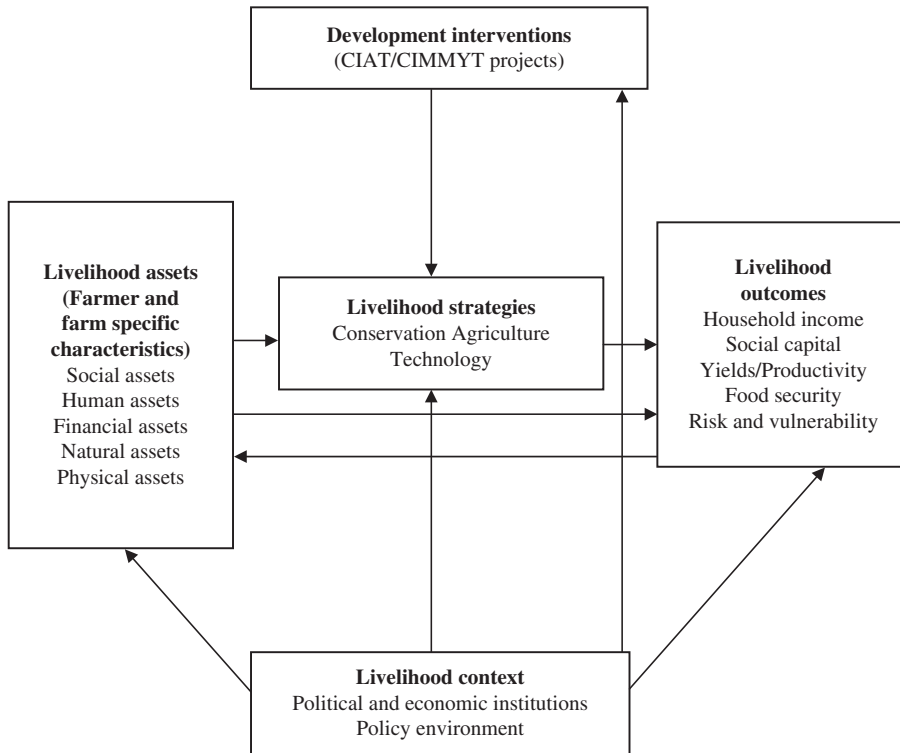 Development interventions
(CIAT/CIMMYT projects)
Livelihood assets
(Farmer and
farm specific
characteristics)
Social assets
Human assets
Financial assets
Natural assets
Physical assets
Livelihood strategies
Conservation Agriculture
Technology
Livelihood
outcomes
Household income
Social capital
Yields/Productivity
Food security
Risk and vulnerability
Livelihood context
Political and economic institutions
Policy environment